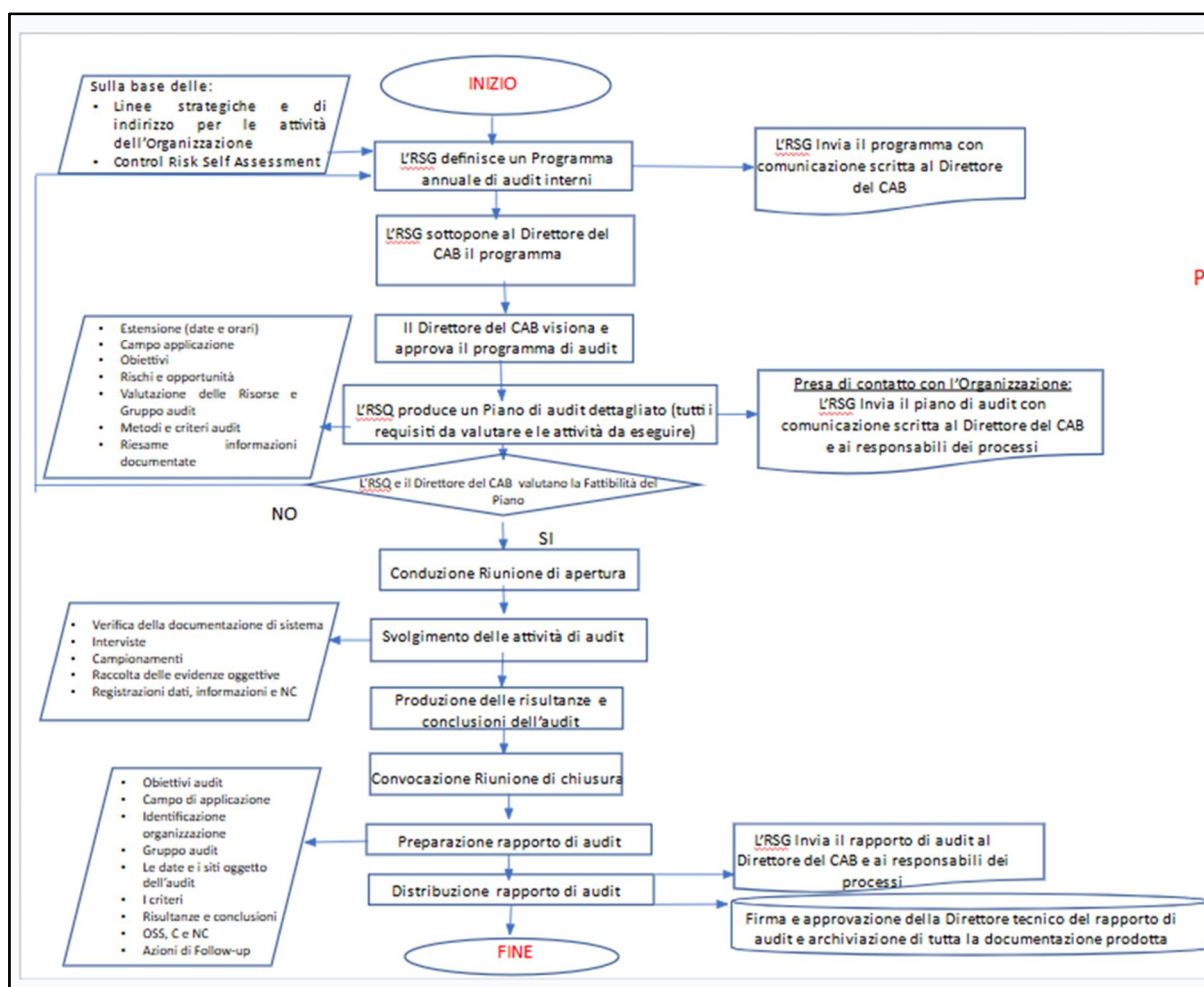 INIZIO
Sulla base delle:
• Linee strategiche e di
indirizzo per le attività
dell'Organizzazione
• Control Risk Self Assessment
L'RSG definisce un Programma
annuale di audit interni
L'RSG Invia il programma con
comunicazione scritta al Direttore
del CAB
L'RSG sottopone al Direttore del
CAB il programma
P
Il Direttore del CAB visiona e
approva il programma di audit
• Estensione (date e orari)
• Campo applicazione
• Obiettivi
• Rischi e opportunità
• Valutazione delle Risorse e
Gruppo audit
• Metodi e criteri audit
• Riesame informazioni
documentate
L'RSQ produce un Piano di audit dettagliato (tutti i
requisiti da valutare e le attività da eseguire)
Presa di contatto con l'Organizzazione:
L'RSG Invia il piano di audit con
comunicazione scritta al Direttore del CAB
e ai responsabili dei processi
L'RSQ e il Direttore del CAB valutano la Fattibilità del
Piano
NO
SI
Conduzione Riunione di apertura
• Verifica della documentazione di sistema
• Interviste
• Campionamenti
• Raccolta delle evidenze oggettive
• Registrazioni dati, informazioni e NC
Svolgimento delle attività di audit
Produzione delle risultanze e
conclusioni dell'audit
Convocazione Riunione di chiusura
• Obiettivi audit
• Campo di applicazione
• Identificazione
organizzazione
• Gruppo audit
• Le date e i siti oggetto
dell'audit
• I criteri
• Risultanze e conclusioni
• OSS, C e NC
• Azioni di Follow-up
Preparazione rapporto di audit
L'RSG Invia il rapporto di audit al
Direttore del CAB e ai responsabili dei
processi
Distribuzione rapporto di audit
Firma e approvazione della Direttore tecnico del rapporto di
audit e archiviazione di tutta la documentazione prodotta
FINE